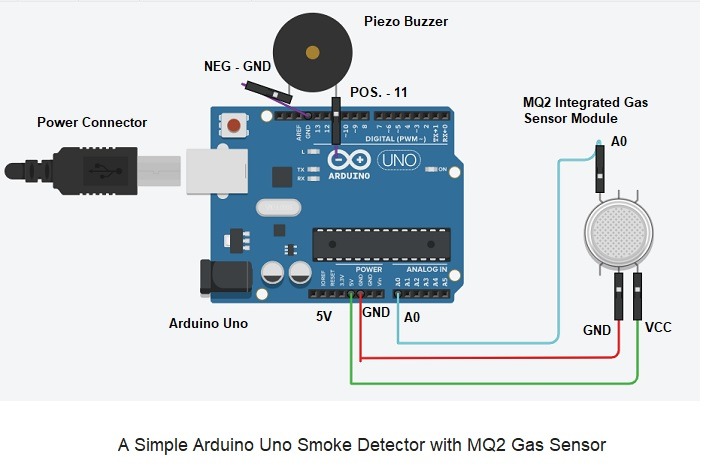 Piezo Buzzer
NEG - GND
POS. - 11
MQ2 Integrated Gas
Sensor Module
A0
Power Connector
AREF
GND
13
12
~10
~9
8
7
~6
~5
4
~3
2
TX→1
RX←0
DIGITAL (PWM~)
L
TX
RX
ARDUINO
UNO
ON
POWER
ANALOG IN
IOREF
RESET
3.3V
5V
GND
GND
Vin
A0
A1
A2
A3
A4
A5
Arduino Uno
5V
GND
A0
GND
VCC
A Simple Arduino Uno Smoke Detector with MQ2 Gas Sensor